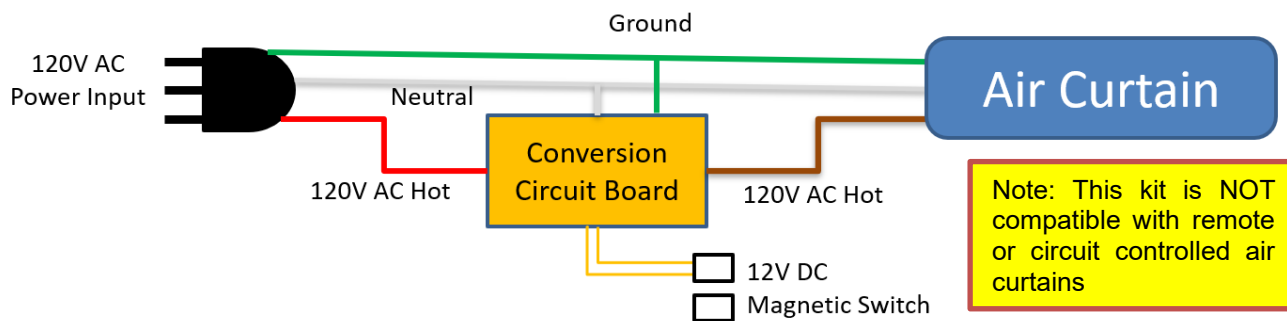 Ground
120V AC
Power Input
Neutral
Air Curtain
Conversion
Circuit Board
120V AC Hot
120V AC Hot
Note: This kit is NOT
compatible with remote
or circuit controlled air
curtains
12V DC
Magnetic Switch